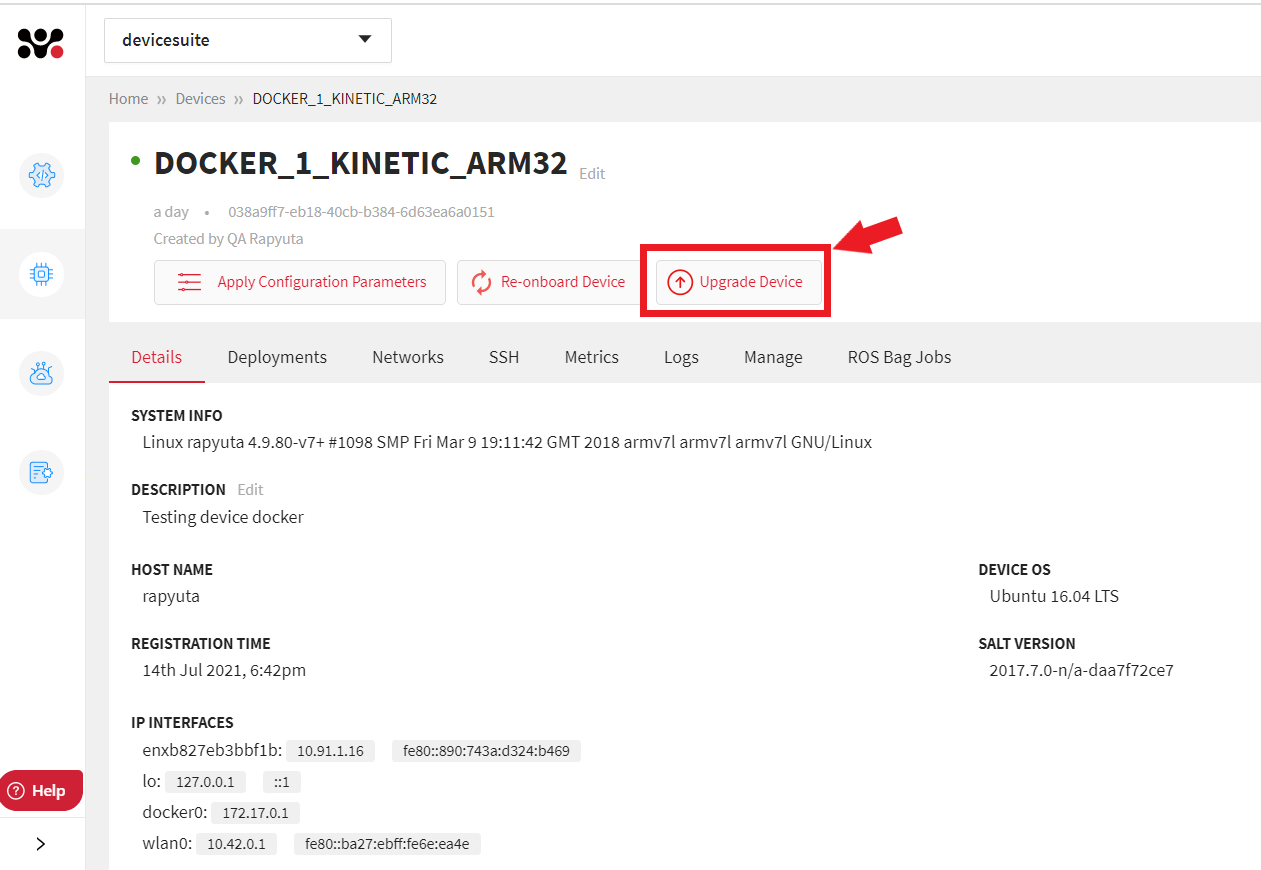 devicesuite
Home » Devices » DOCKER_1_KINETIC_ARM32
DOCKER_1_KINETIC_ARM32 Edit
a day • 038a9ff7-eb18-40cb-b384-6d63ea6a0151
Created by QA Rapyuta
Apply Configuration Parameters Re-onboard Device Upgrade Device
Details Deployments Networks SSH Metrics Logs Manage ROS Bag Jobs
SYSTEM INFO
Linux rapyuta 4.9.80-v7+ #1098 SMP Fri Mar 9 19:11:42 GMT 2018 armv7l armv7l armv7l GNU/Linux
DESCRIPTION Edit
Testing device docker
HOST NAME DEVICE OS
rapyuta Ubuntu 16.04 LTS
REGISTRATION TIME SALT VERSION
14th Jul 2021, 6:42pm 2017.7.0-n/a-daa7f72ce7
IP INTERFACES
enxb827eb3bbf1b: 10.91.1.16 fe80::890:743a:d324:b469
lo: 127.0.0.1 ::1
docker0: 172.17.0.1
wlan0: 10.42.0.1 fe80::ba27:ebff:fe6e:ea4e
Help